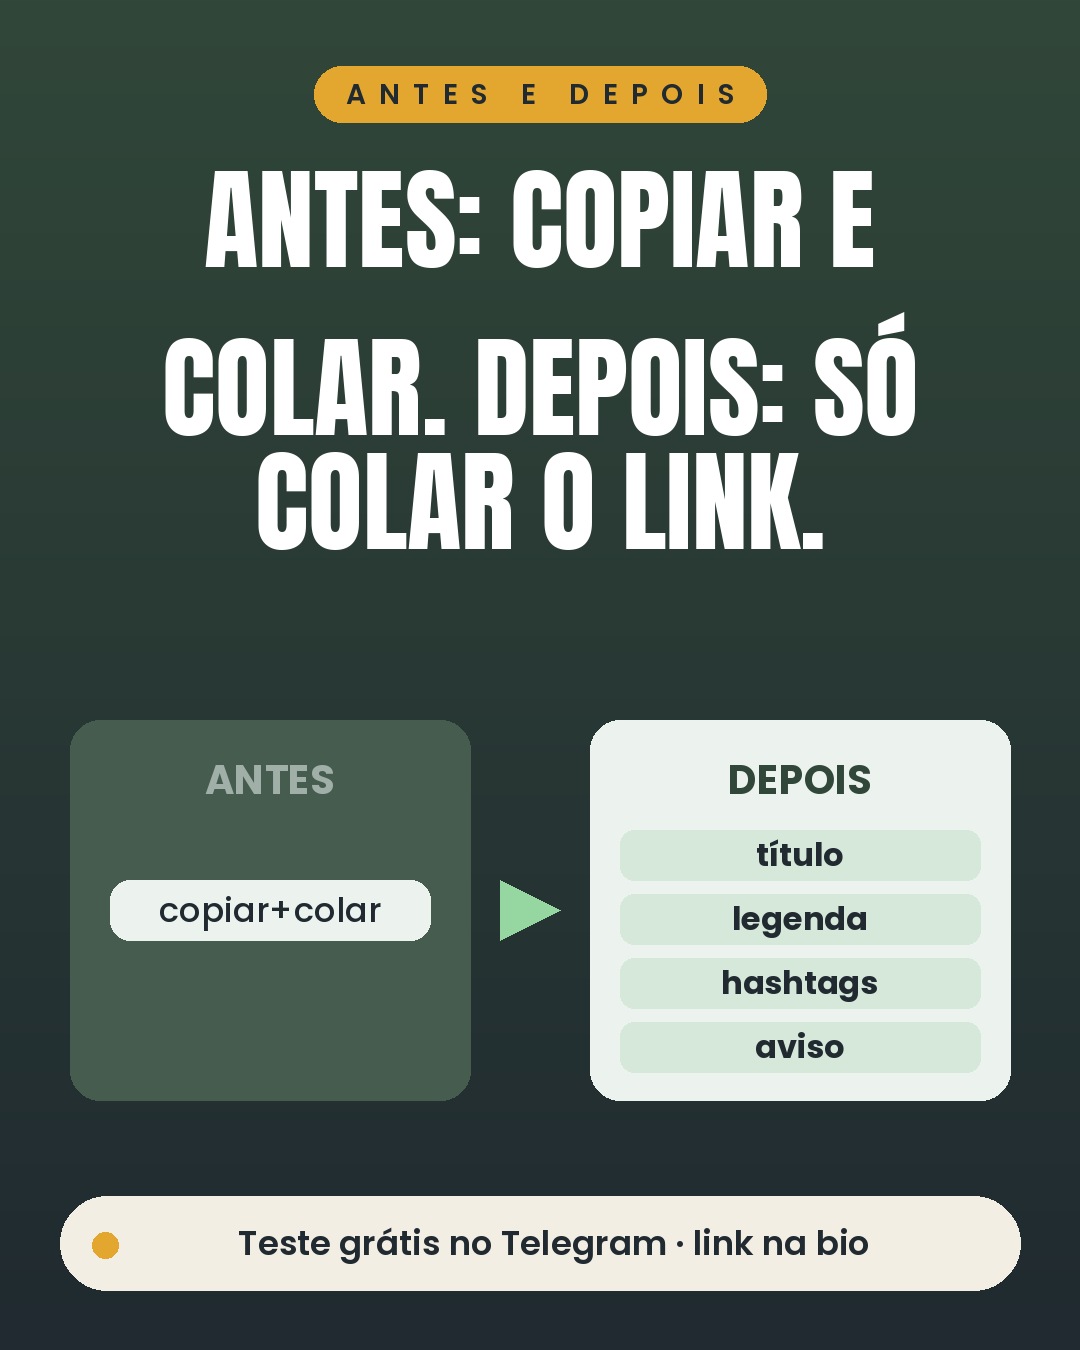 ANTES E DEPOIS
ANTES: COPIAR E
COLAR. DEPOIS: SÓ
COLAR O LINK.
ANTES
copiar+colar
DEPOIS
título
legenda
hashtags
aviso
Teste grátis no Telegram · link na bio